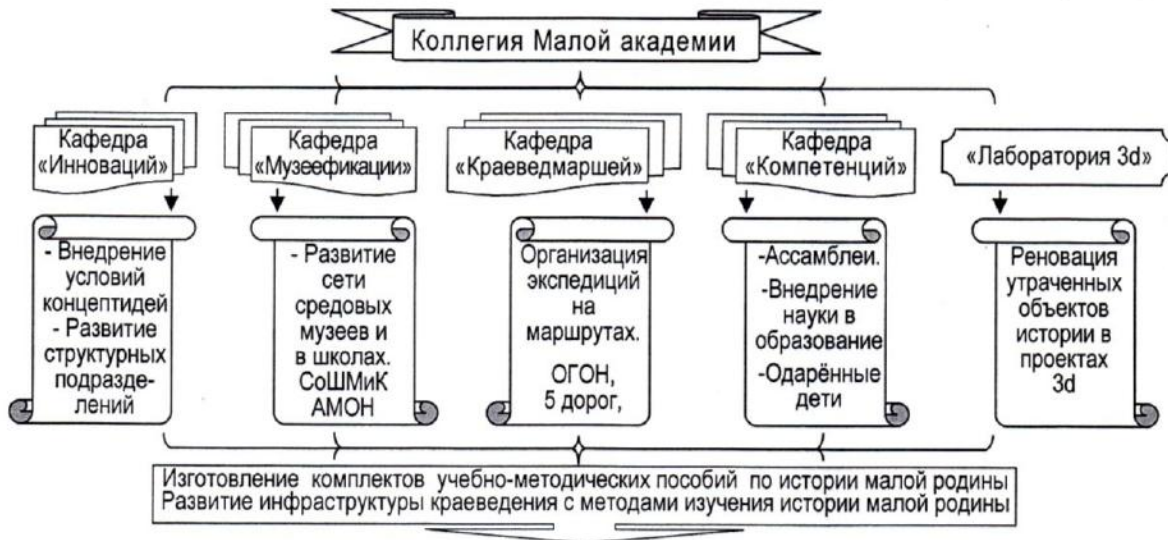 Коллегия Малой академии
Кафедра
«Инноваций»
Кафедра
«Музеефикации»
Кафедра
«Краеведмаршей»
Кафедра
«Компетенций»
«Лаборатория 3d»
- Внедрение
условий
концептидей
- Развитие
структурных
подразде-
лений
- Развитие
сети
средовых
музеев и
в школах.
СоШМиК
АМОН
Организация
экспедиций
на
маршрутах.
ОГОН,
5 дорог,
-Ассамблеи.
-Внедрение
науки в
образование
-Одарённые
дети
Реновация
утраченных
объектов
истории в
проектах
3d
Изготовление комплектов учебно-методических пособий по истории малой родины
Развитие инфраструктуры краеведения с методами изучения истории малой родины